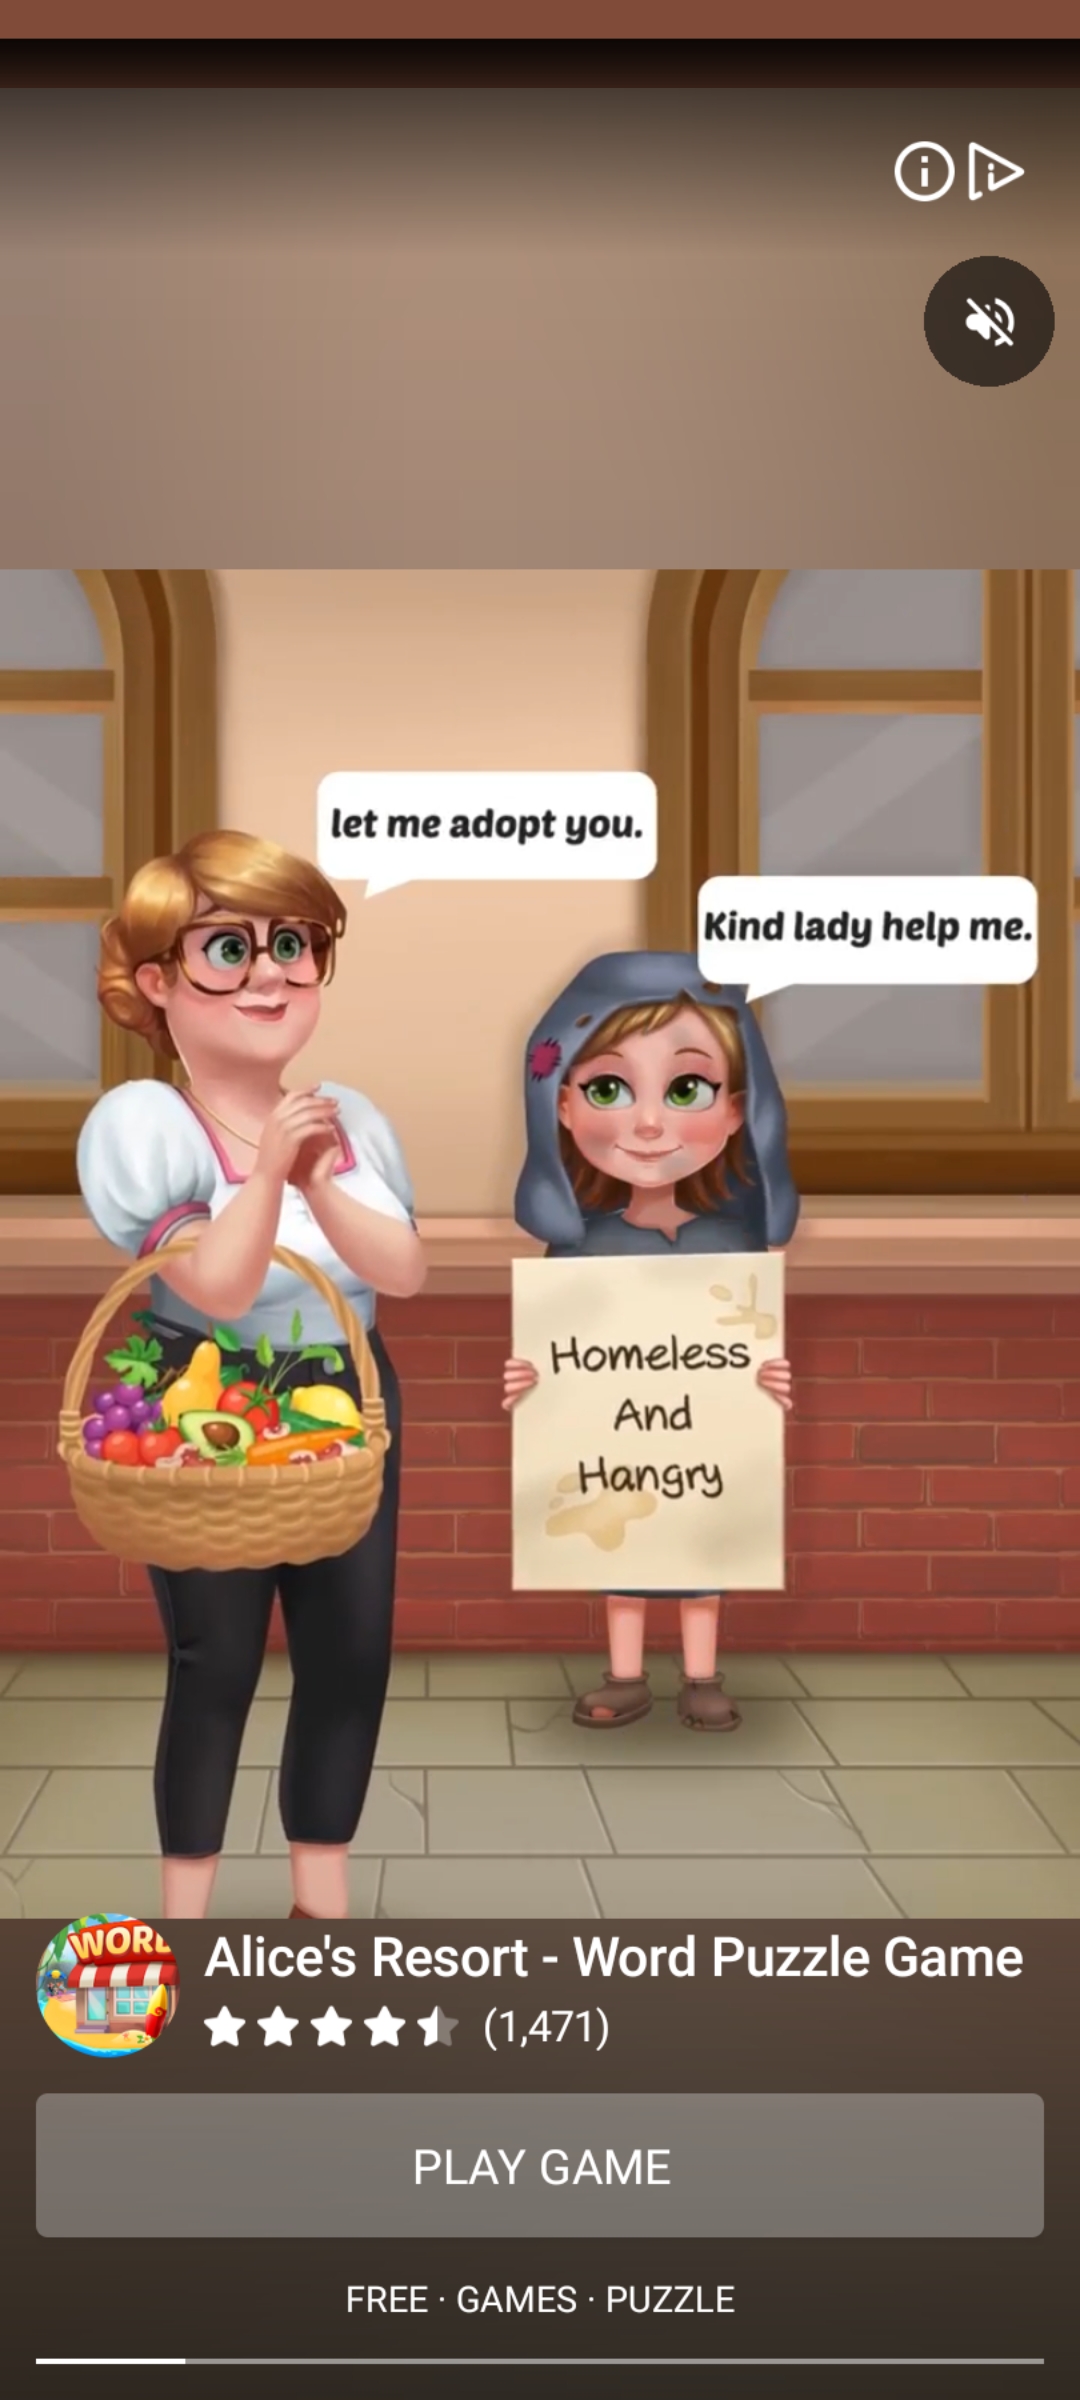 let me adopt you.
Kind lady help me.
Homeless
And
Hangry
WORD
Alice's Resort - Word Puzzle Game
(1,471)
PLAY GAME
FREE · GAMES · PUZZLE